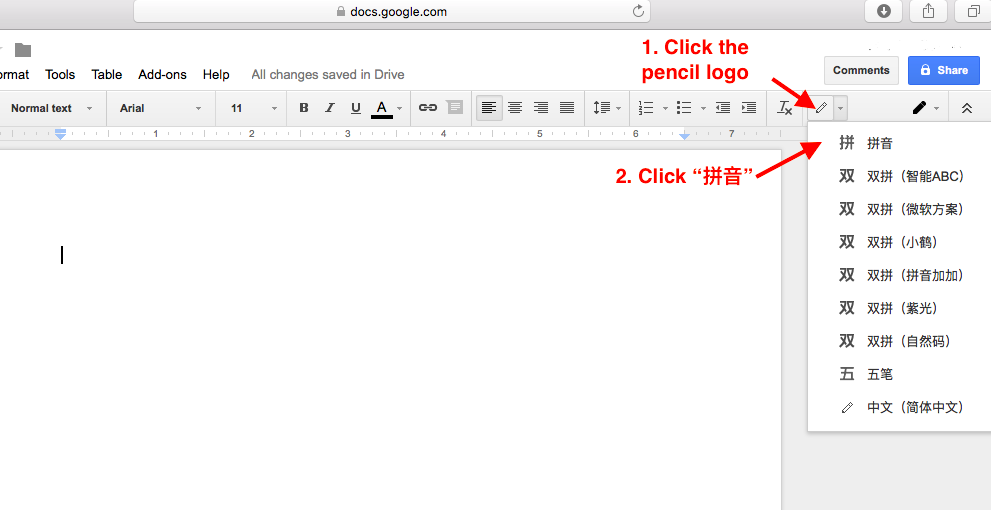 docs.google.com
1. Click the
pencil logo
ormat Tools Table Add-ons Help All changes saved in Drive
Comments Share
Normal text Arial 11 B I U A
1 2 3 4 5 6 7
2. Click “拼音”
拼 拼音
双 双拼（智能ABC）
双 双拼（微软方案）
双 双拼（小鹤）
双 双拼（拼音加加）
双 双拼（紫光）
双 双拼（自然码）
五 五笔
中文（简体中文）